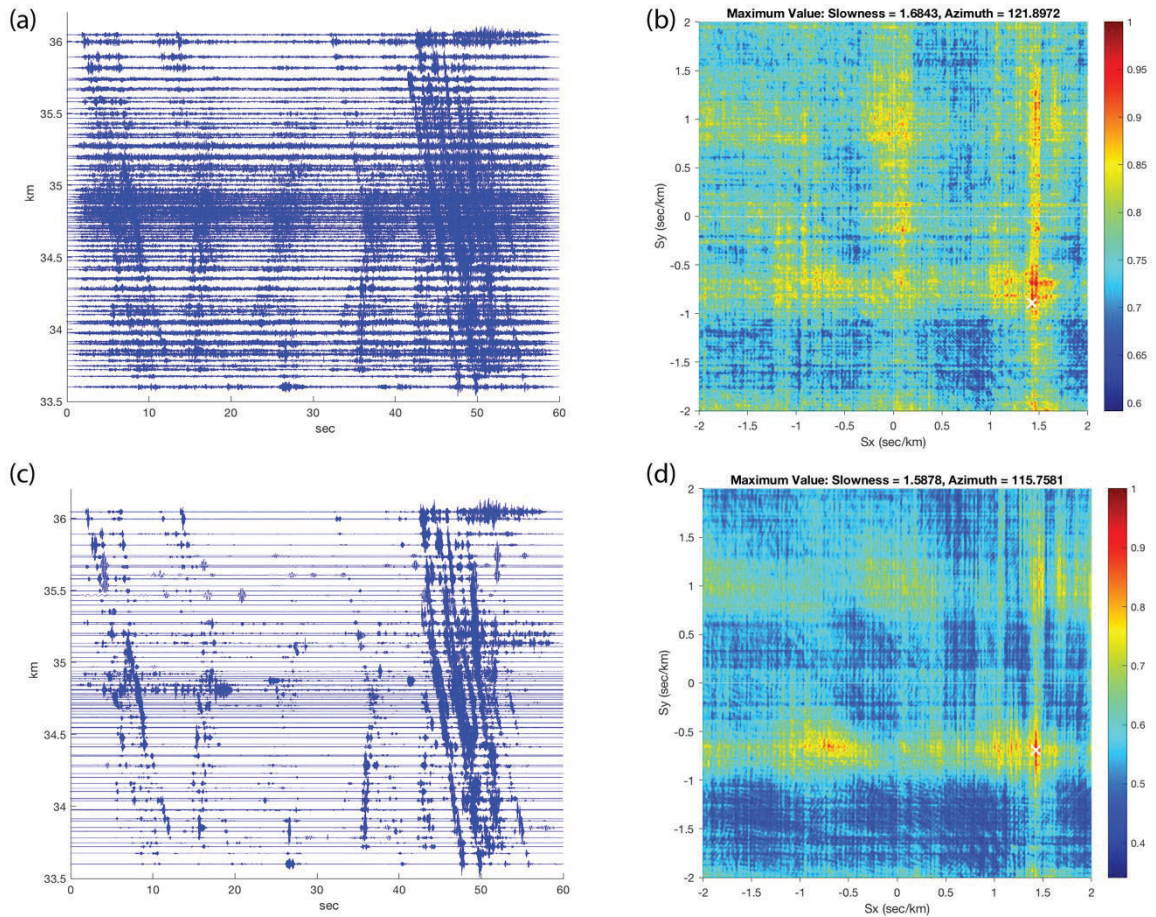 (a)
36
35.5
35
34.5
34
33.5
km
0 10 20 30 40 50 60
sec
(b)
Maximum Value: Slowness = 1.6843, Azimuth = 121.8972
2
1.5
1
0.5
0
-0.5
-1
-1.5
-2
Sy (sec/km)
-2 -1.5 -1 -0.5 0 0.5 1 1.5 2
Sx (sec/km)
1
0.95
0.9
0.85
0.8
0.75
0.7
0.65
0.6
(c)
36
35.5
35
34.5
34
33.5
km
0 10 20 30 40 50 60
sec
(d)
Maximum Value: Slowness = 1.5878, Azimuth = 115.7581
2
1.5
1
0.5
0
-0.5
-1
-1.5
-2
Sy (sec/km)
-2 -1.5 -1 -0.5 0 0.5 1 1.5 2
Sx (sec/km)
1
0.9
0.8
0.7
0.6
0.5
0.4